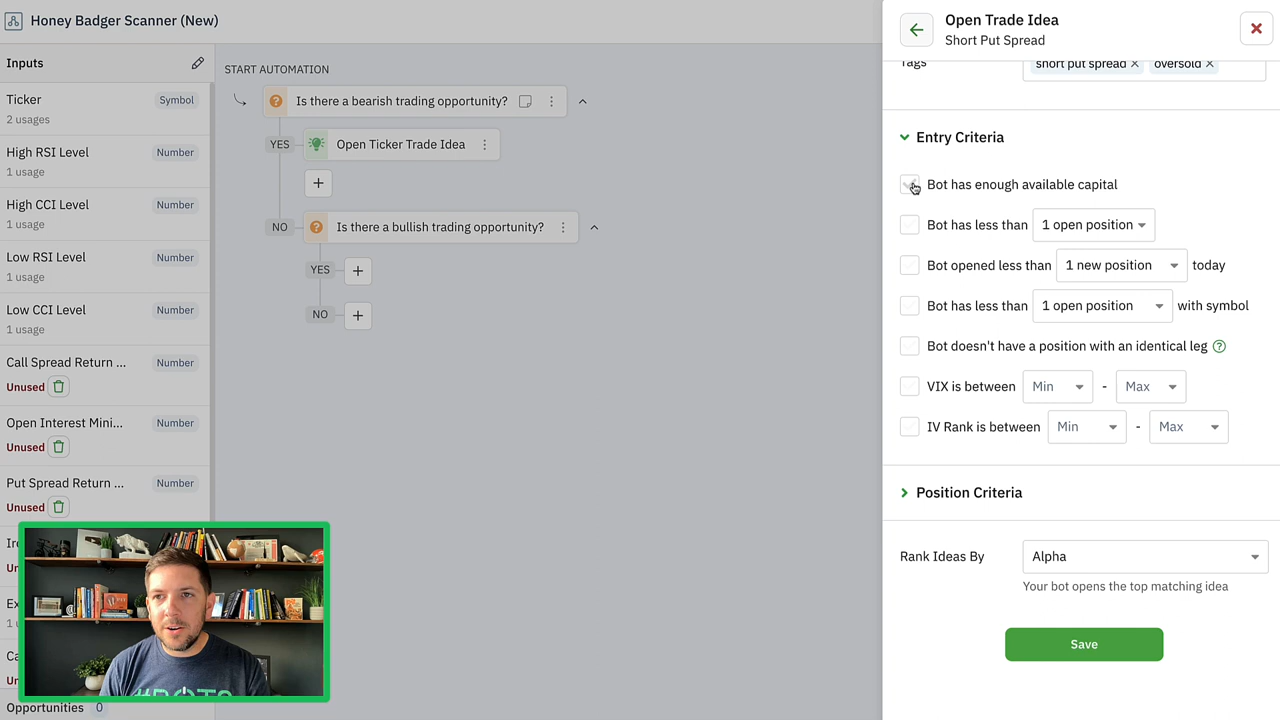 Honey Badger Scanner (New)
Inputs
Ticker
Symbol
2 usages
High RSI Level
Number
1 usage
High CCI Level
Number
1 usage
Low RSI Level
Number
1 usage
Low CCI Level
Number
1 usage
Call Spread Return ...
Number
Unused
Open Interest Mini...
Number
Unused
Put Spread Return ...
Number
Unused
Opportunities 0
START AUTOMATION
Is there a bearish trading opportunity?
YES
Open Ticker Trade Idea
NO
Is there a bullish trading opportunity?
YES
NO
Open Trade Idea
Short Put Spread
Tags
short put spread
oversold
Entry Criteria
Bot has enough available capital
Bot has less than 1 open position
Bot opened less than 1 new position today
Bot has less than 1 open position with symbol
Bot doesn't have a position with an identical leg
VIX is between Min - Max
IV Rank is between Min - Max
Position Criteria
Rank Ideas By Alpha
Your bot opens the top matching idea
Save